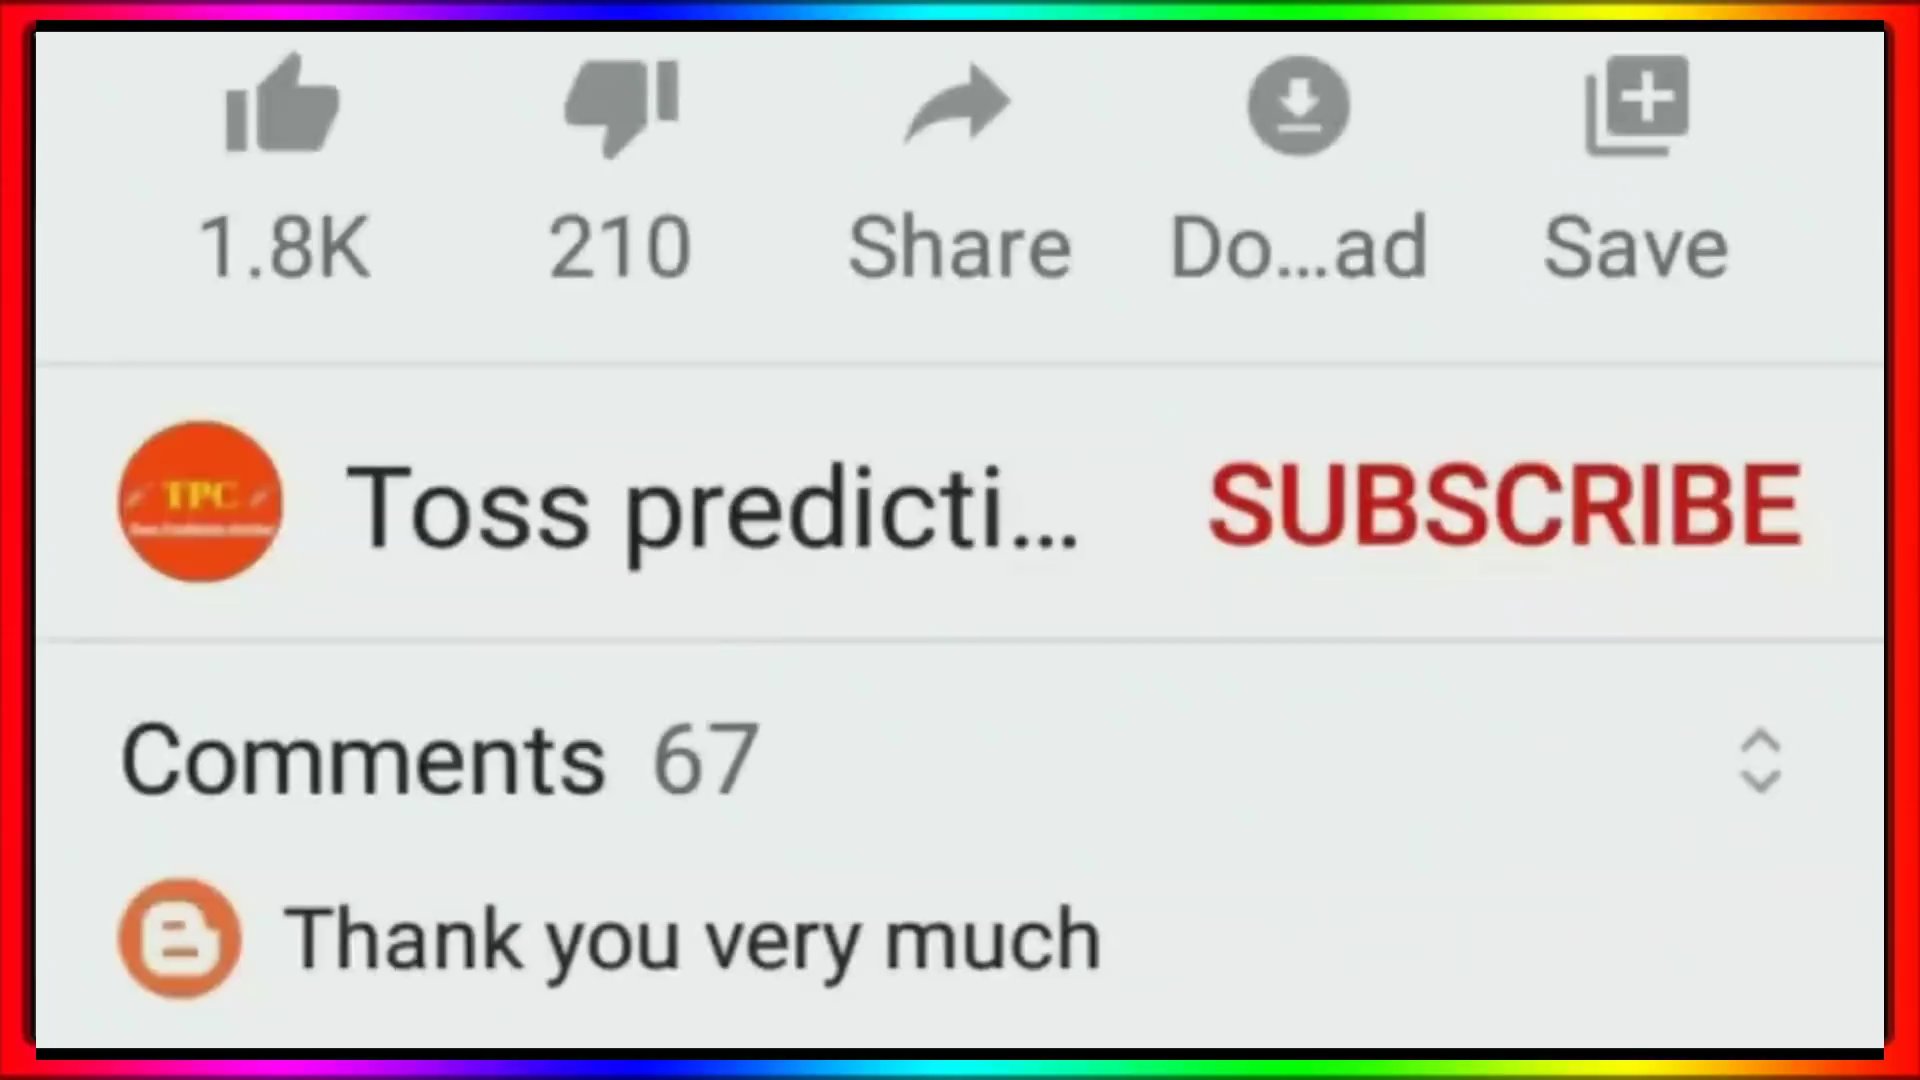 1.8K 210 Share Do...ad Save
TPC
Toss predicti... SUBSCRIBE
Comments 67
Thank you very much